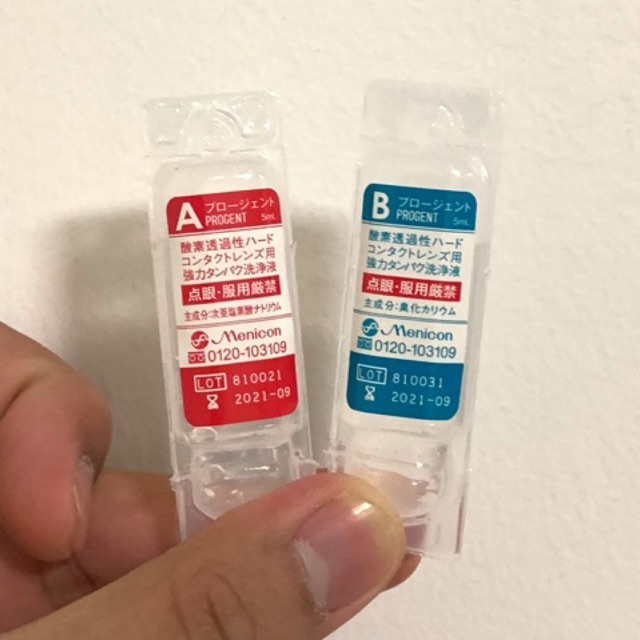 A プロージェント
PROGENT 5mL
酸素透過性ハード
コンタクトレンズ用
強力タンパク洗浄液
点眼・服用厳禁
主成分:次亜塩素酸ナトリウム
Menicon
0120-103109
LOT 810021
2021-09
B プロージェント
PROGENT 5mL
酸素透過性ハード
コンタクトレンズ用
強力タンパク洗浄液
点眼・服用厳禁
主成分:臭化カリウム
Menicon
0120-103109
LOT 810031
2021-09